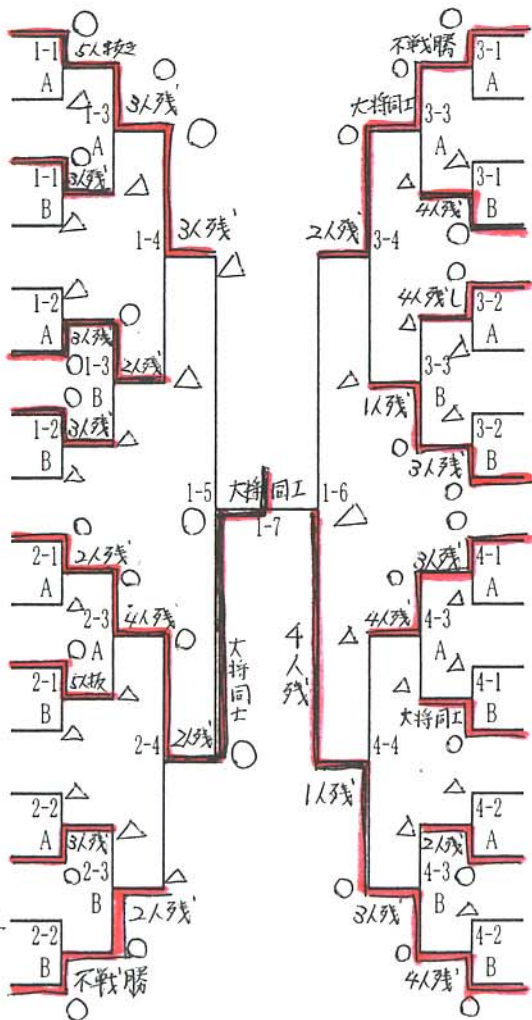 1-1
A
5人抜き
1-3
A
3人残
1-1
B
3人残
1-4
3人残
1-2
A
3人残
1-3
B
2人残
1-2
B
3人残
1-5
大将同士
2-1
A
2人残
2-3
A
4人残
2-1
B
5人抜
2-4
2人残
2-2
A
3人残
2-3
B
2人残
2-2
B
不戦勝
大将同士
1-7
1-6
4人残
不戦勝
3-1
A
大将同士
3-3
A
3-1
B
4人残
2人残
3-4
4人残し
3-2
A
3-3
B
1人残
3-2
B
3人残
3人残
4-1
A
4人残
4-3
A
4-1
B
大将同士
4-4
1人残
4-2
A
2人残
4-3
B
3人残
4-2
B
4人残